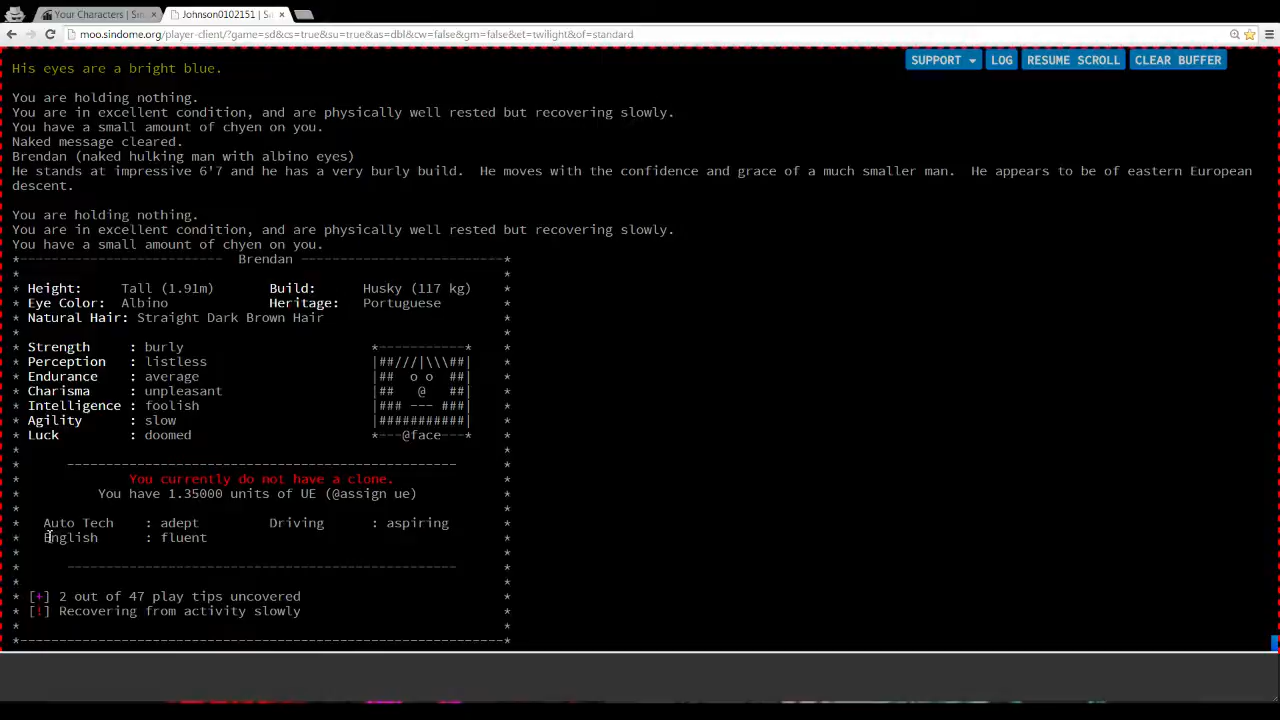 Your Characters | Sin
Johnson0102151 | Sind
moo.sindome.org/player-client/?game=sd&cs=true&su=true&as=dbl&cw=false&gm=false&et=twilight&of=standard
SUPPORT LOG RESUME SCROLL CLEAR BUFFER
His eyes are a bright blue.
You are holding nothing.
You are in excellent condition, and are physically well rested but recovering slowly.
You have a small amount of chyen on you.
Naked message cleared.
Brendan (naked hulking man with albino eyes)
He stands at impressive 6'7 and he has a very burly build.  He moves with the confidence and grace of a much smaller man.  He appears to be of eastern European
descent.
You are holding nothing.
You are in excellent condition, and are physically well rested but recovering slowly.
You have a small amount of chyen on you.
*-------------------------- Brendan --------------------------*
*
* Height: Tall (1.91m) Build: Husky (117 kg) *
* Eye Color: Albino Heritage: Portuguese *
* Natural Hair: Straight Dark Brown Hair *
* *
* Strength : burly *-----------* *
* Perception : listless |##///|\\\##| *
* Endurance : average |## o o ##| *
* Charisma : unpleasant |## @ ##| *
* Intelligence : foolish |### --- ###| *
* Agility : slow |###########| *
* Luck : doomed *---@face---* *
* *
* -------------------------------------------------- *
* You currently do not have a clone. *
* You have 1.35000 units of UE (@assign ue) *
* *
* Auto Tech : adept Driving : aspiring *
* English : fluent *
* *
* -------------------------------------------------- *
* *
* [+] 2 out of 47 play tips uncovered *
* [!] Recovering from activity slowly *
* *
*--------------------------------------------------------------*